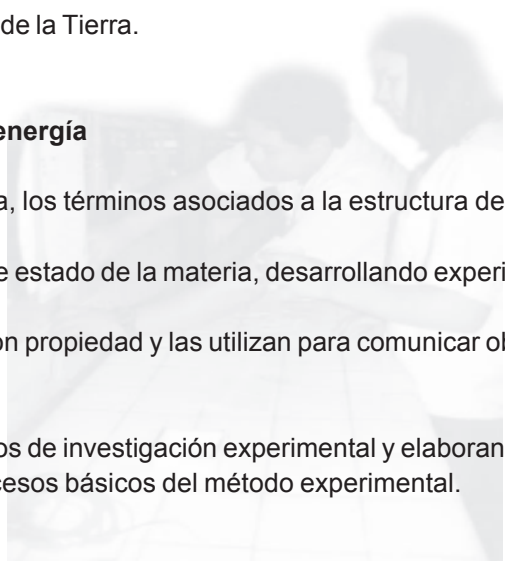 de la Tierra.
energía
a, los términos asociados a la estructura de
e estado de la materia, desarrollando experi
on propiedad y las utilizan para comunicar ob
os de investigación experimental y elaboran
cesos básicos del método experimental.